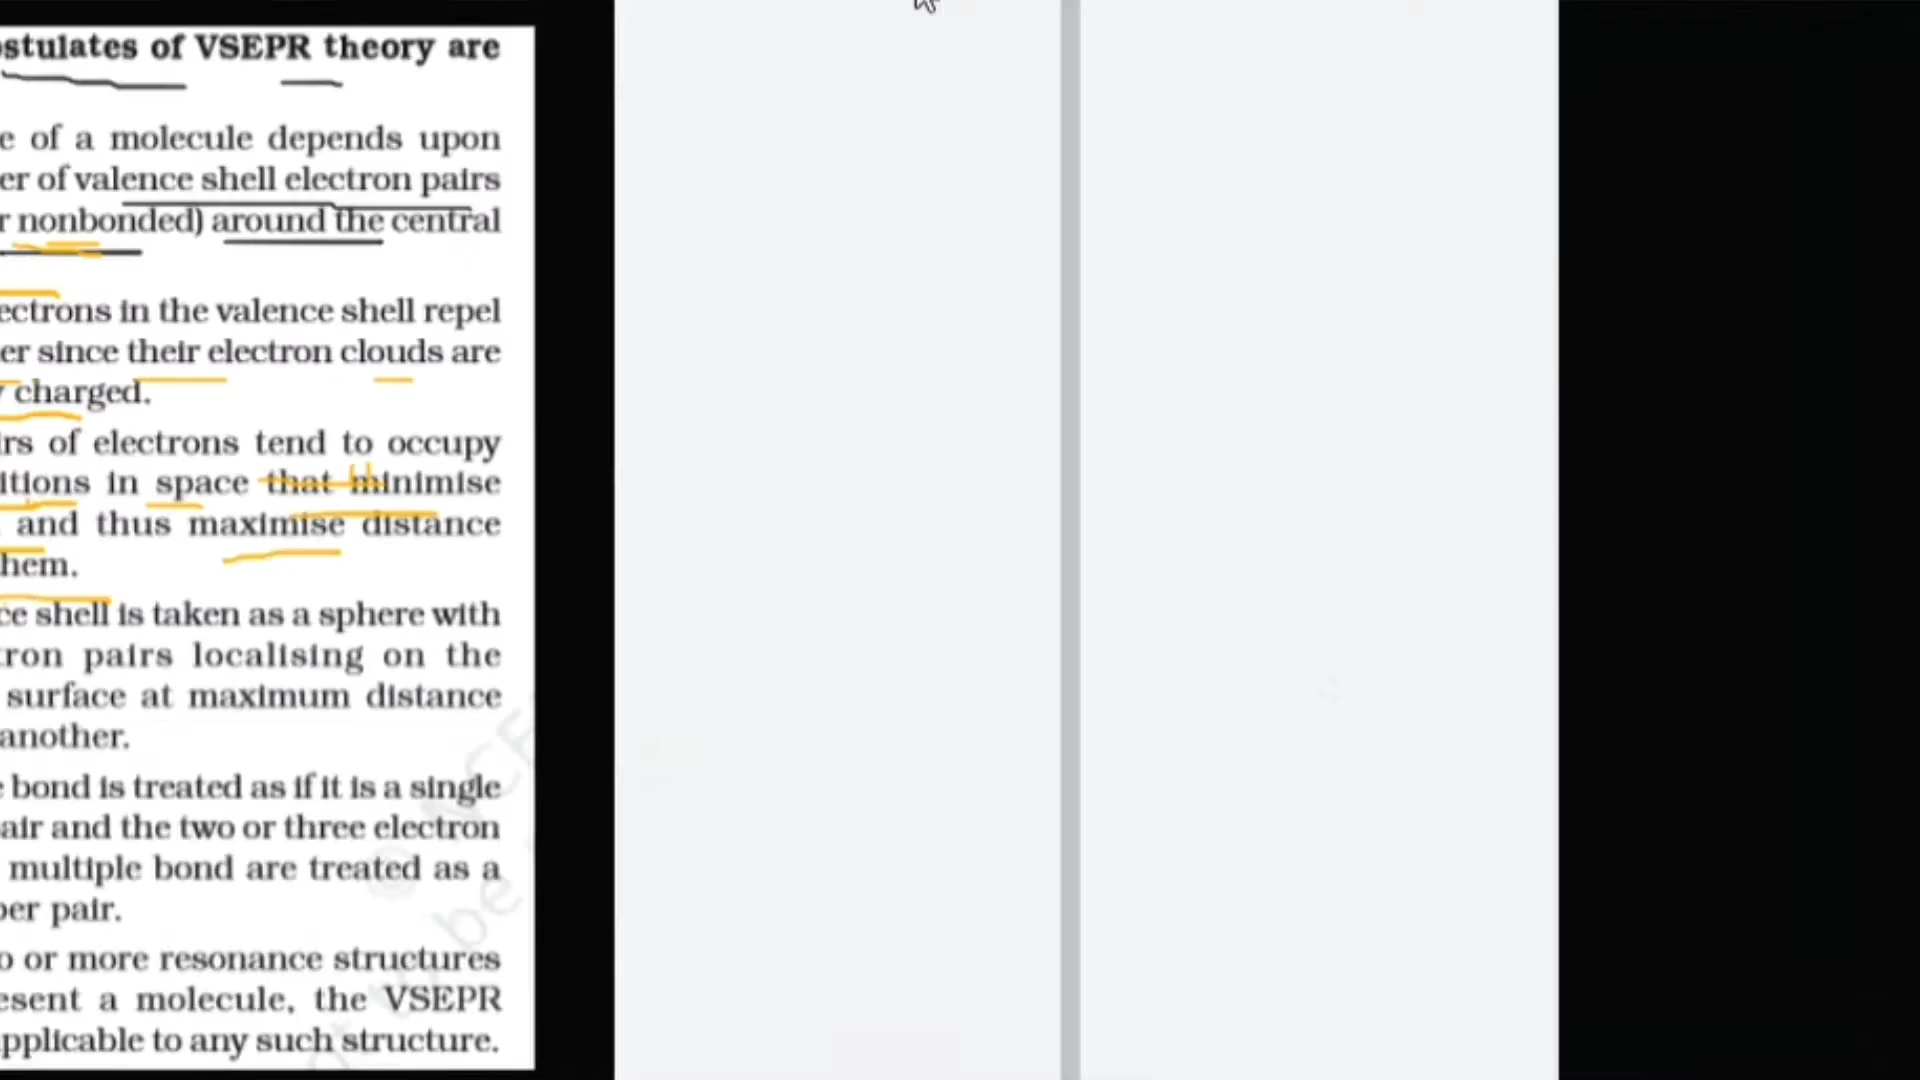 ostulates of VSEPR theory are
e of a molecule depends upon
er of valence shell electron pairs
r nonbonded) around the central
ectrons in the valence shell repel
er since their electron clouds are
y charged.
irs of electrons tend to occupy
itions in space that minimise
and thus maximise distance
hem.
ce shell is taken as a sphere with
tron pairs localising on the
surface at maximum distance
another.
e bond is treated as if it is a single
air and the two or three electron
multiple bond are treated as a
per pair.
o or more resonance structures
esent a molecule, the VSEPR
applicable to any such structure.